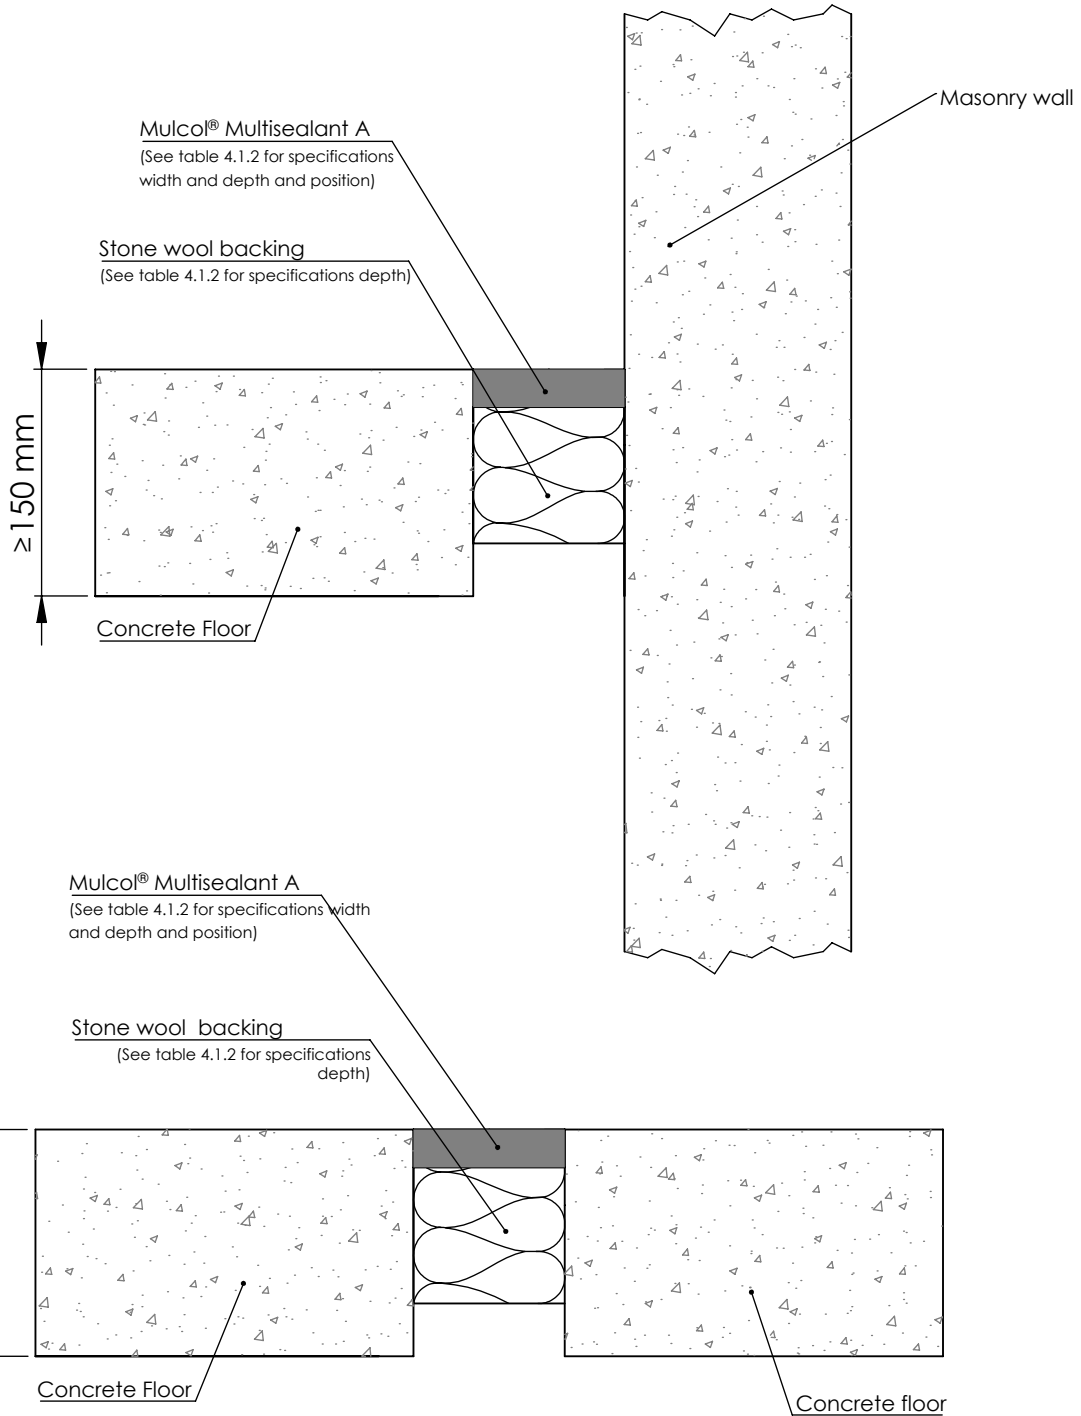 Masonry wall
Mulcol® Multisealant A
(See table 4.1.2 for specifications
width and depth and position)
Stone wool backing
(See table 4.1.2 for specifications depth)
≥150 mm
Concrete Floor
Mulcol® Multisealant A
(See table 4.1.2 for specifications width
and depth and position)
Stone wool backing
(See table 4.1.2 for specifications
depth)
Concrete Floor
Concrete floor